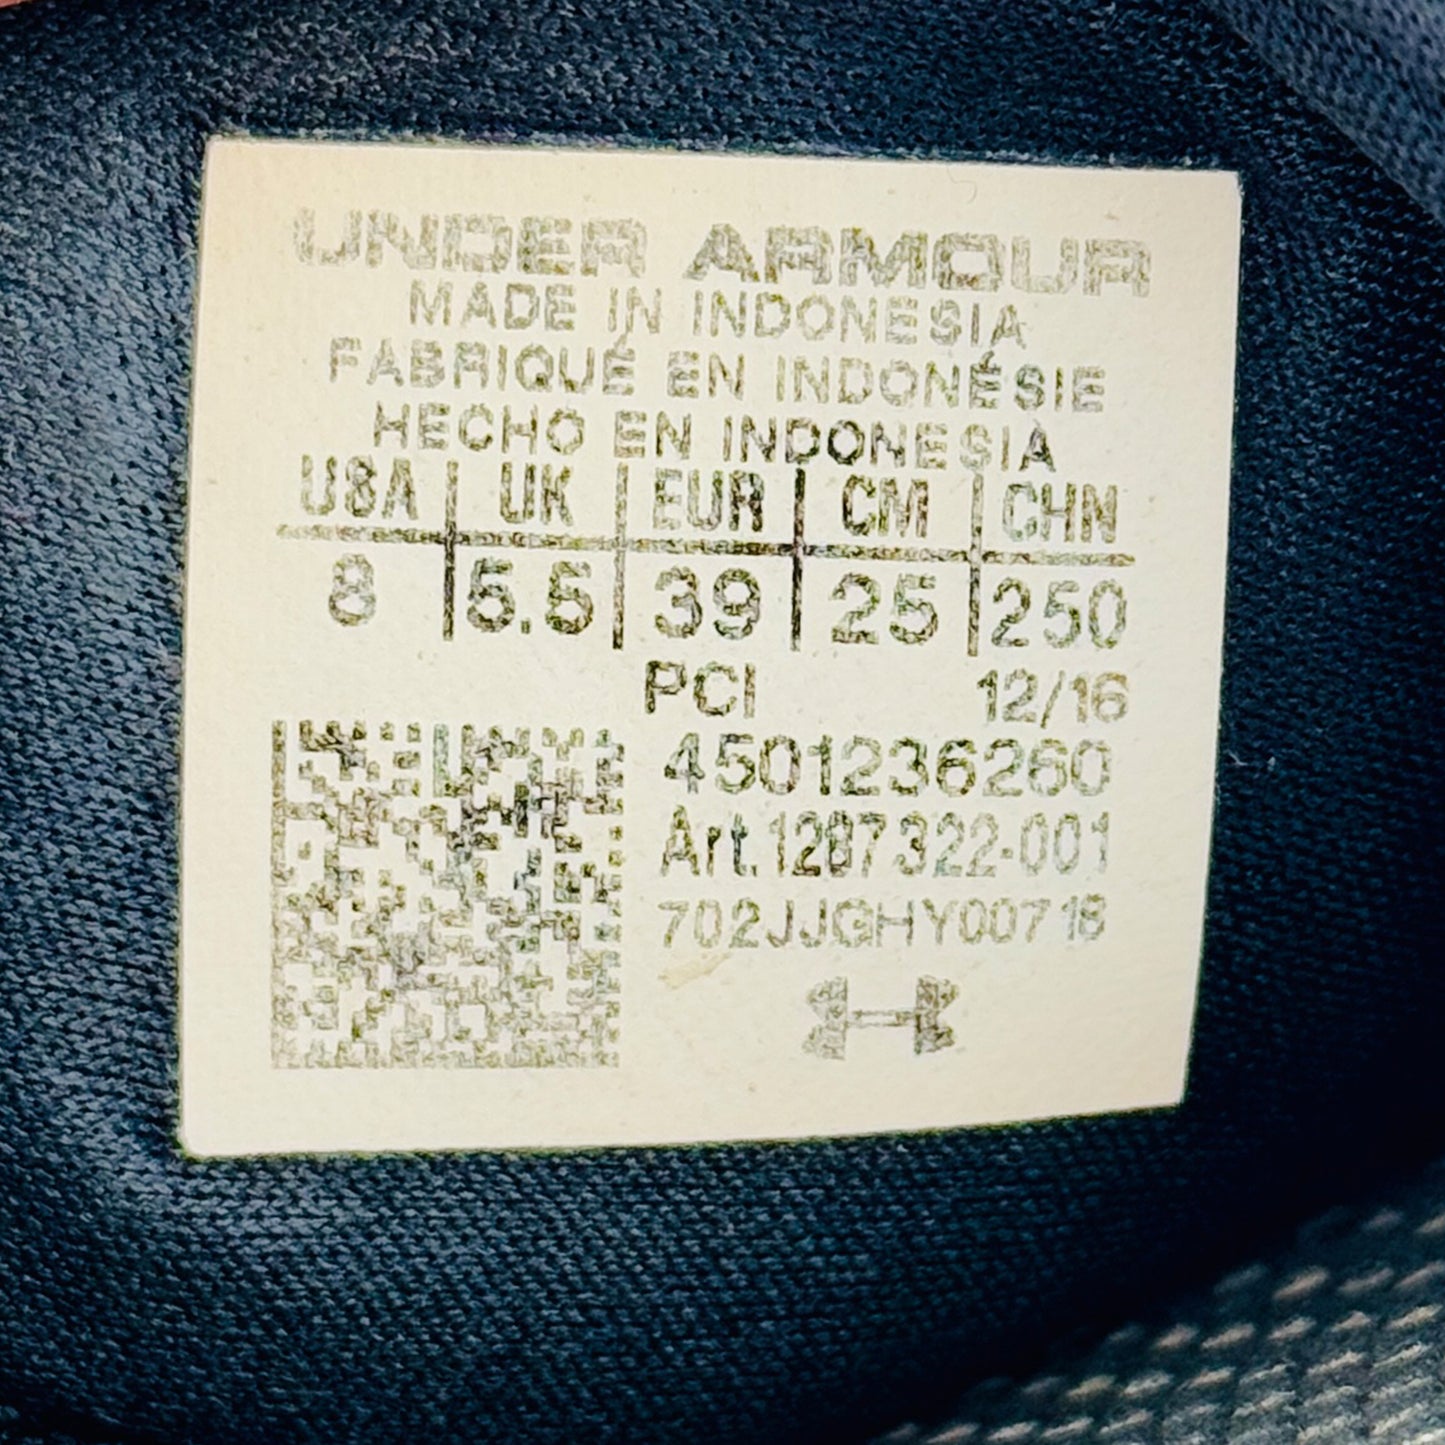 UNDER ARMOUR
MADE IN INDONESIA
FABRIQUÉ EN INDONÉSIE
HECHO EN INDONESIA
USA UK EUR CM CHN
8 5.5 39 25 250
PCI 12/16
4501236260
Art.1287322-001
702JJGHY00718